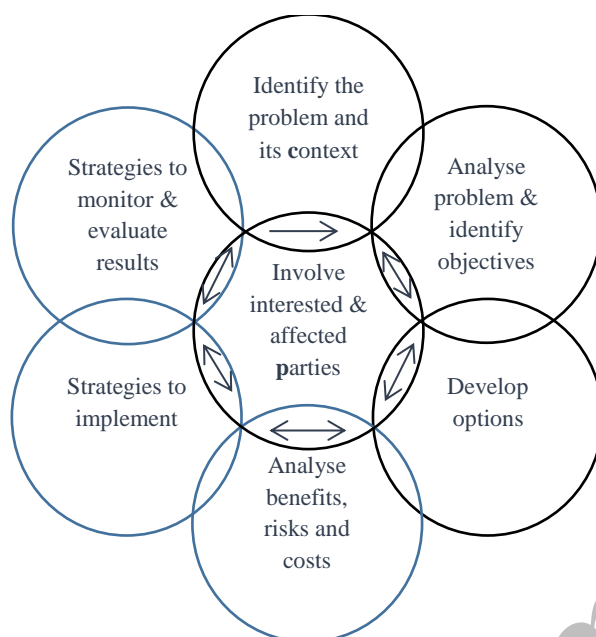 Identify the
problem and
its context
Strategies to
monitor &
evaluate
results
Analyse
problem &
identify
objectives
Involve
interested &
affected
parties
Strategies to
implement
Develop
options
Analyse
benefits,
risks and
costs